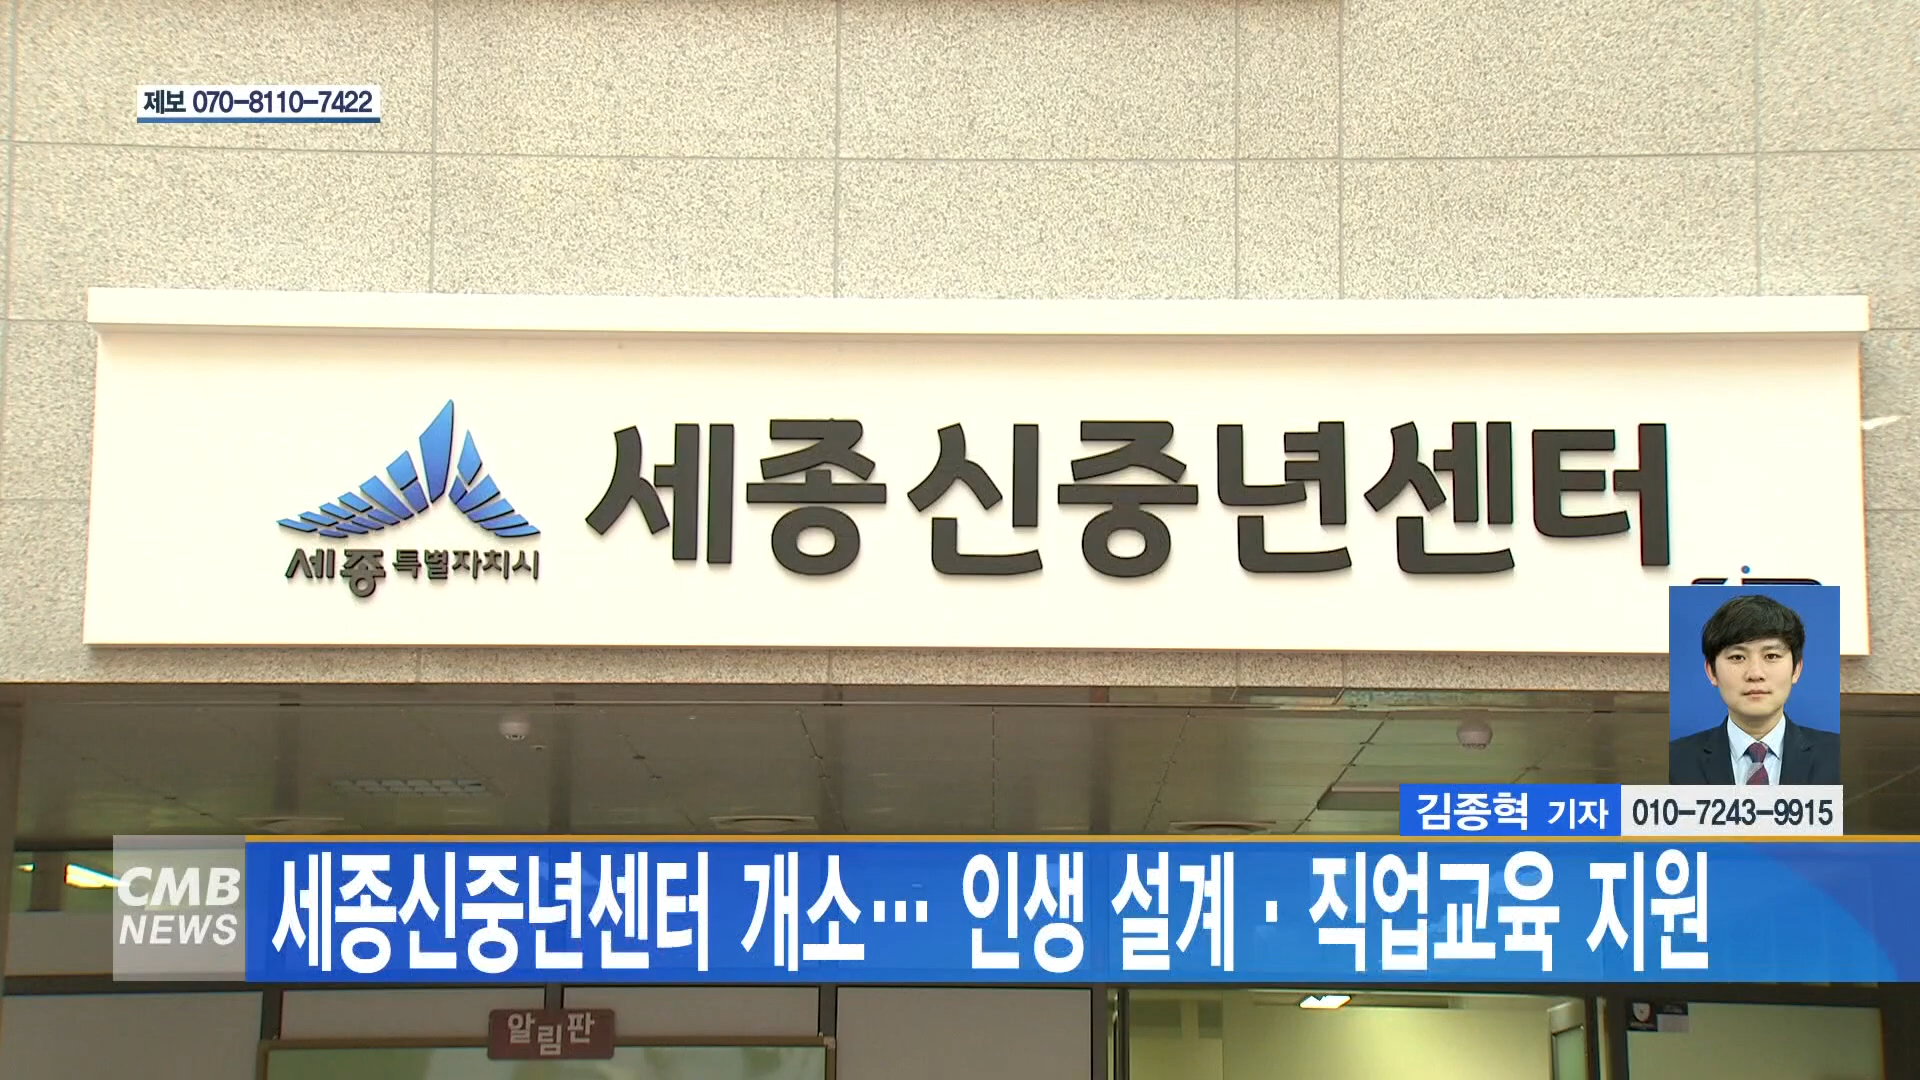 제보 070-8110-7422
세종신중년센터
세종특별자치시
김종혁 기자 010-7243-9915
CMB
NEWS
세종신중년센터 개소… 인생 설계·직업교육 지원
알림판